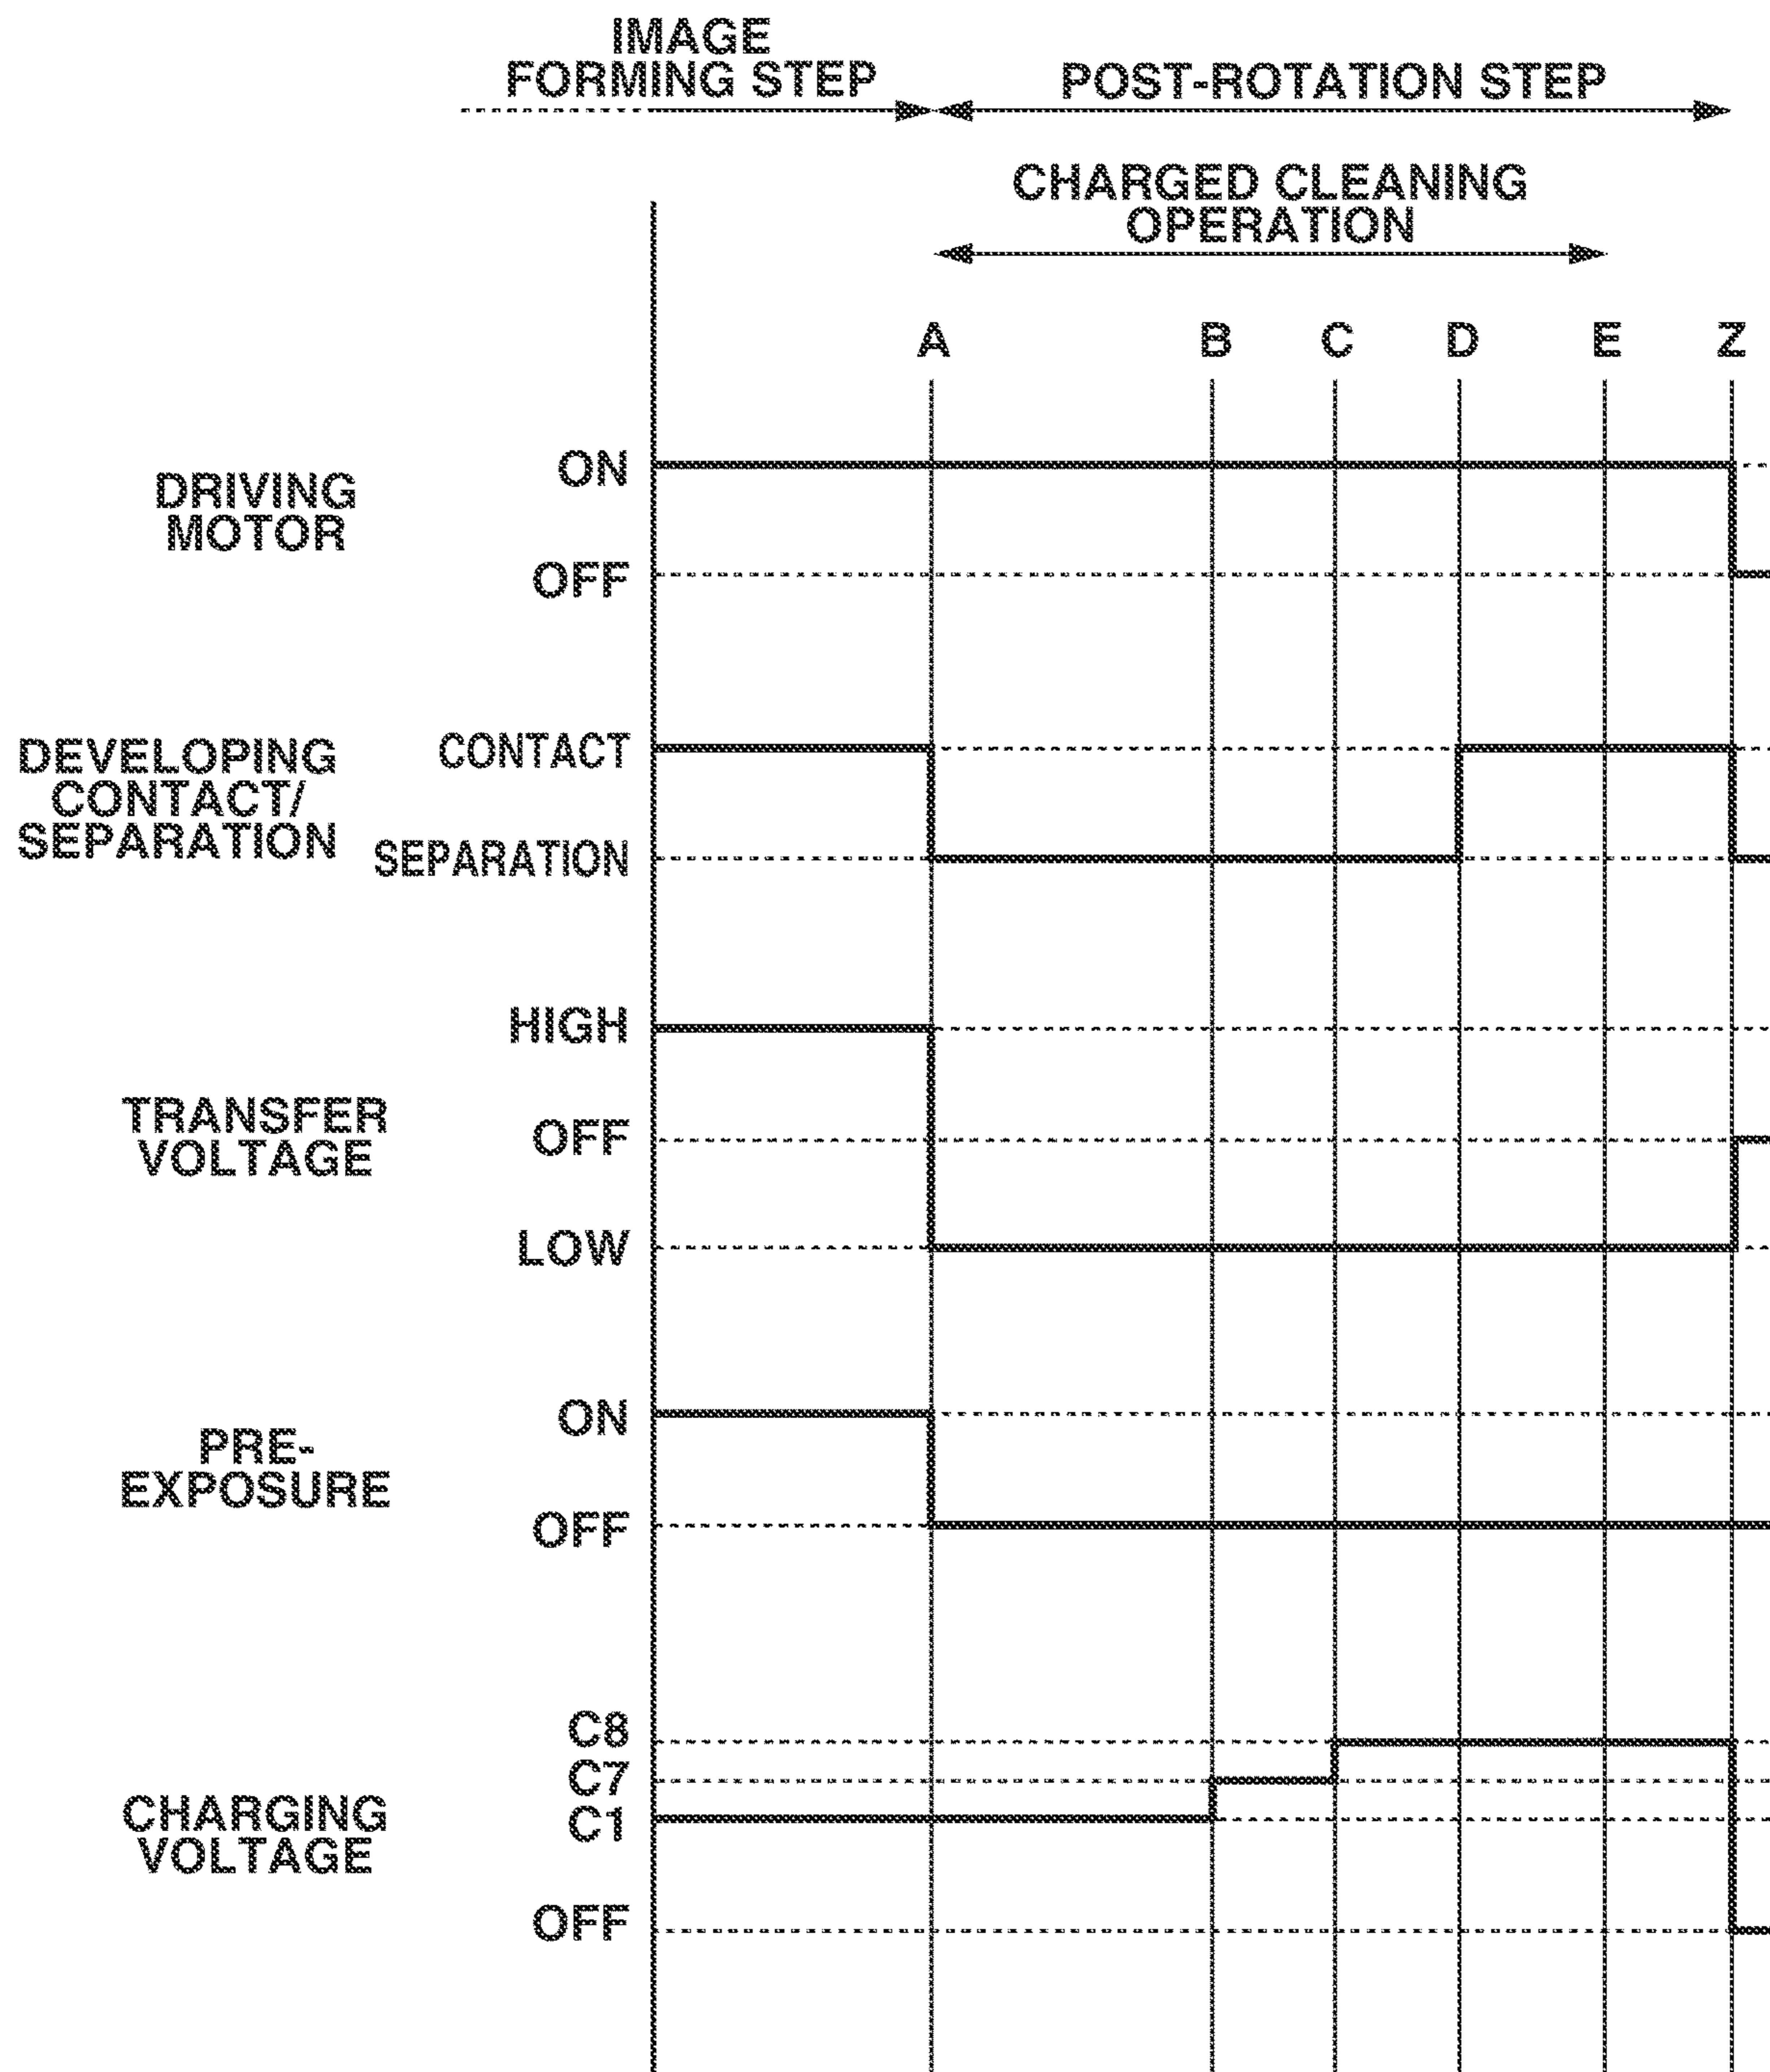 IMAGE
FORMING STEP
POST-ROTATION STEP
CHARGED CLEANING
OPERATION
A B C D E Z
DRIVING
MOTOR
ON
OFF
DEVELOPING
CONTACT/
SEPARATION
CONTACT
SEPARATION
TRANSFER
VOLTAGE
HIGH
OFF
LOW
PRE-
EXPOSURE
ON
OFF
CHARGING
VOLTAGE
C8
C7
C1
OFF